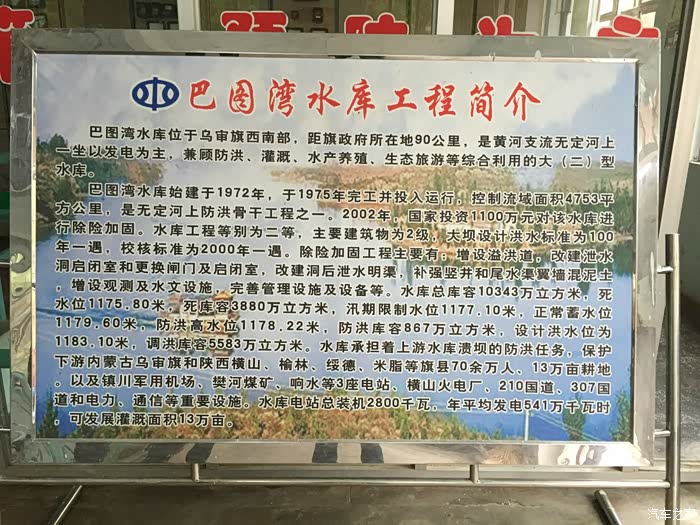 巴图湾水库工程简介
巴图湾水库位于乌审旗西南部，距旗政府所在地90公里，是黄河支流无定河上
一坐以发电为主，兼顾防洪、灌溉、水产养殖、生态旅游等综合利用的大（二）型
水库。
巴图湾水库始建于1972年，于1975年完工并投入运行，控制流域面积4753平
方公里，是无定河上防洪骨干工程之一。2002年，国家投资1100万元对该水库进
行除险加固。水库工程等别为二等，主要建筑物为2级，大坝设计洪水标准为100
年一遇，校核标准为2000年一遇。除险加固工程主要有：增设溢洪道，改建泄水
洞启闭室和更换闸门及启闭室，改建洞后泄水明渠，补强竖井和尾水渠翼墙混泥土
，增设观测及水文设施，完善管理设施及设备等。水库总库容10343万立方米，死
水位1175.80米，死库容3880万立方米，汛期限制水位1177.10米，正常蓄水位
1179.60米，防洪高水位1178.22米，防洪库容867万立方米，设计洪水位为
1183.10米，调洪库容5583万立方米。水库承担着上游水库溃坝的防洪任务，保护
下游内蒙古乌审旗和陕西横山、榆林、绥德、米脂等旗县70余万人、13万亩耕地
。以及镇川军用机场、樊河煤矿、响水等3座电站、横山火电厂、210国道、307国
道和电力、通信等重要设施。水库电站总装机2800千瓦，年平均发电541万千瓦时
，可发展灌溉面积13万亩。
汽车之家